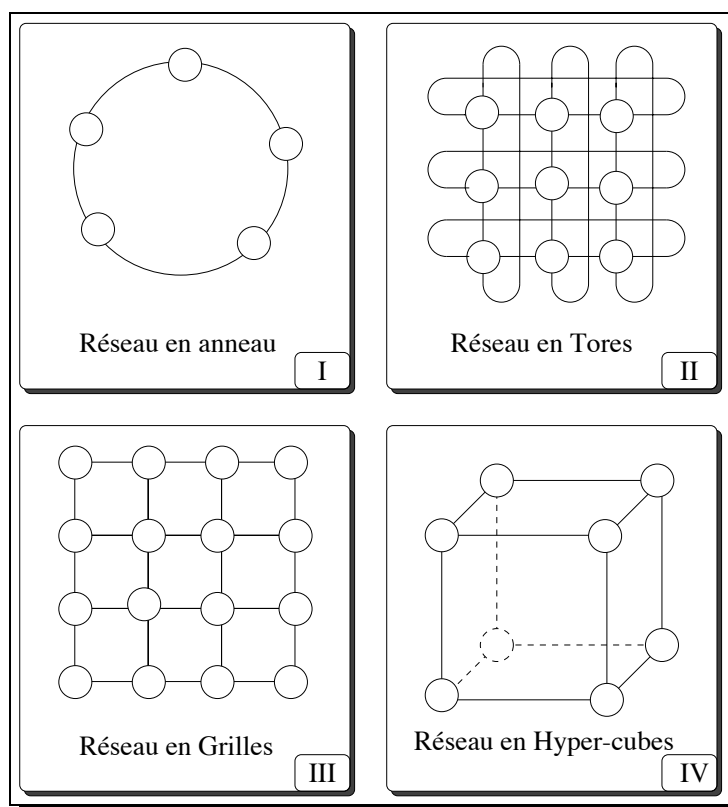 Réseau en anneau
I
Réseau en Tores
II
Réseau en Grilles
III
Réseau en Hyper-cubes
IV